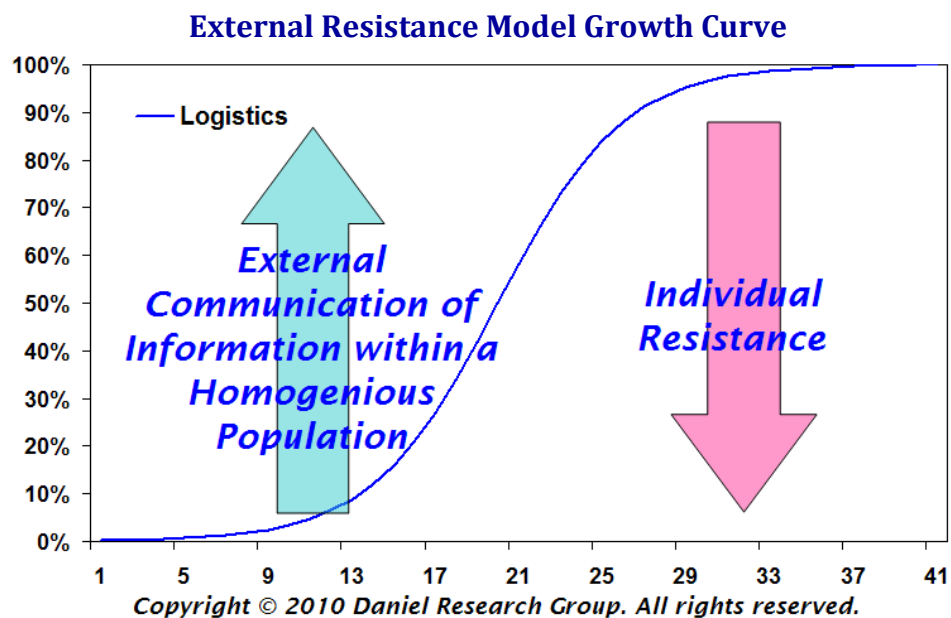 External Resistance Model Growth Curve
100%
90%
80%
70%
60%
50%
40%
30%
20%
10%
0%
Logistics
External
Communication of
Information within a
Homogenious
Population
Individual
Resistance
1 5 9 13 17 21 25 29 33 37 41
Copyright © 2010 Daniel Research Group. All rights reserved.